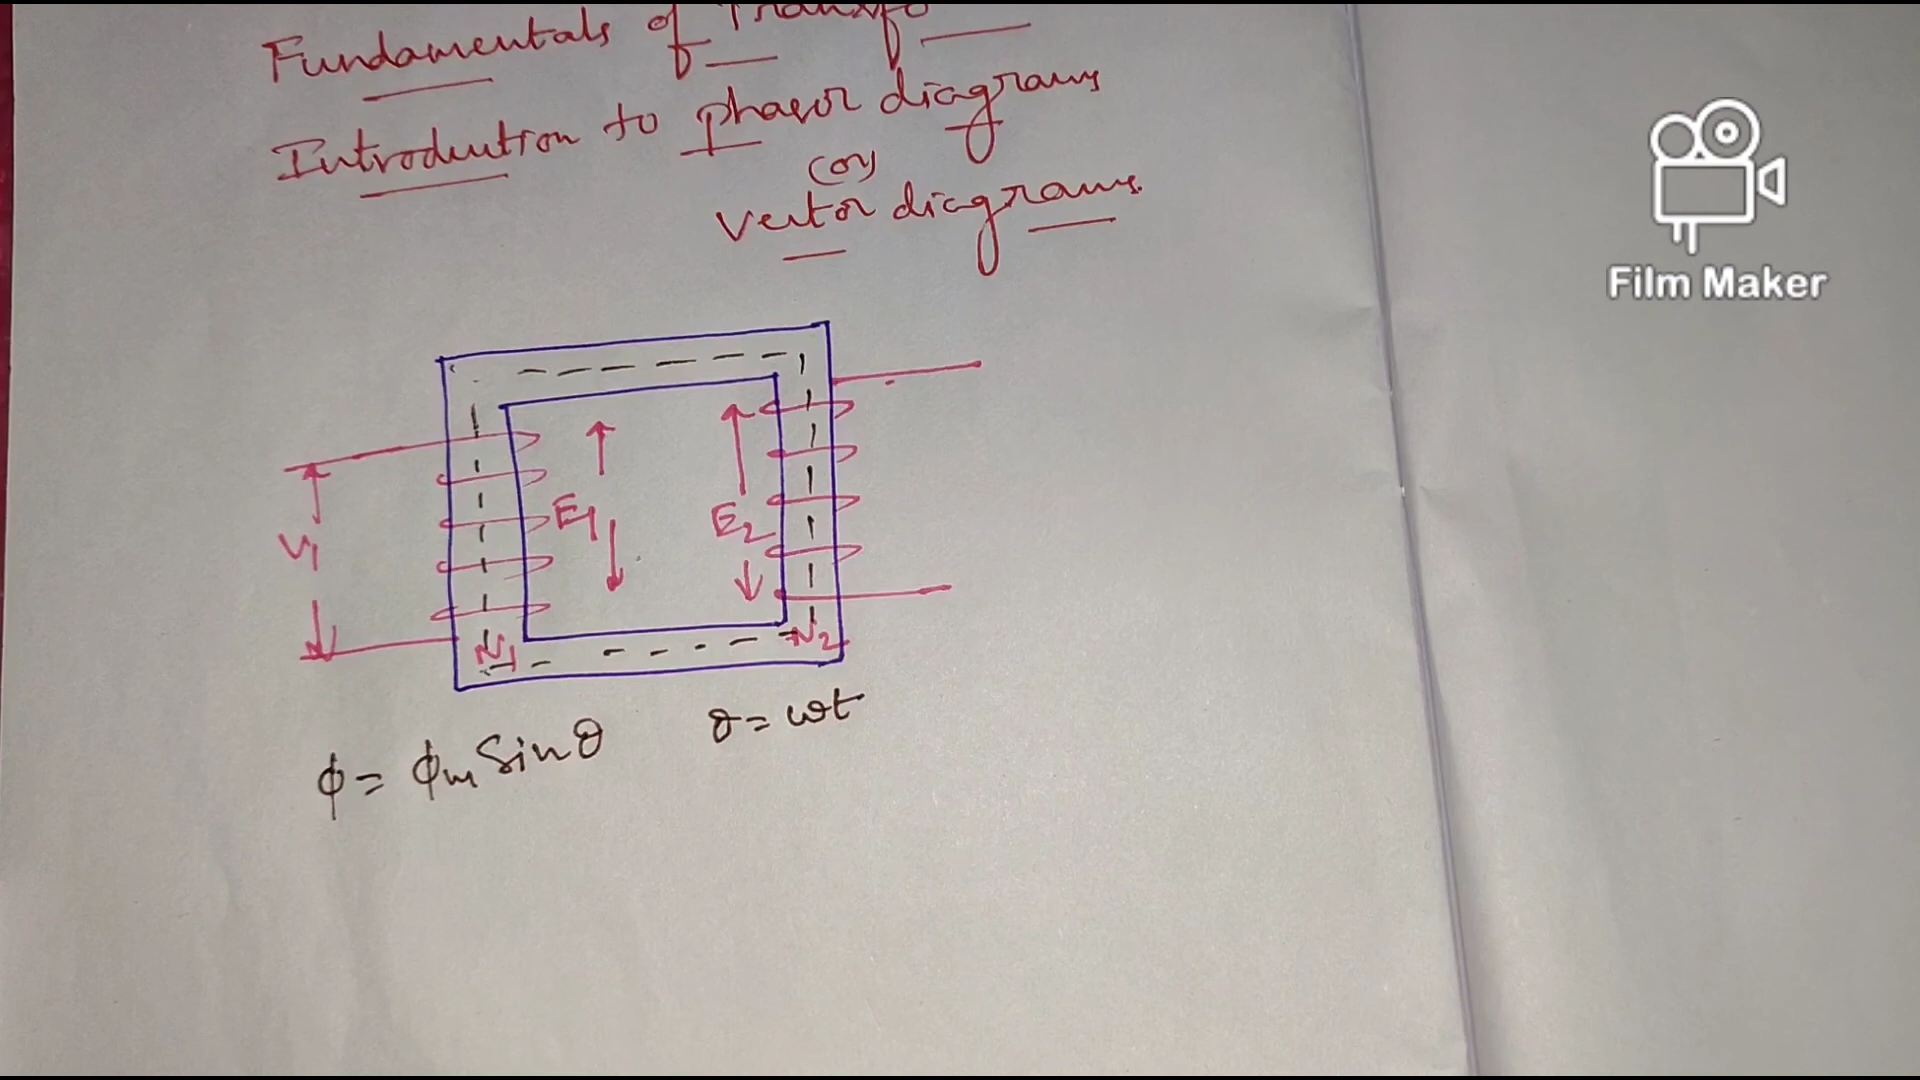 Fundamentals of Transfo
Introduction to phasor diagrams
(or)
Vector diagrams.
V1
E1
E2
N1
N2
ϕ = ϕm Sinθ
θ = ωt
Film Maker